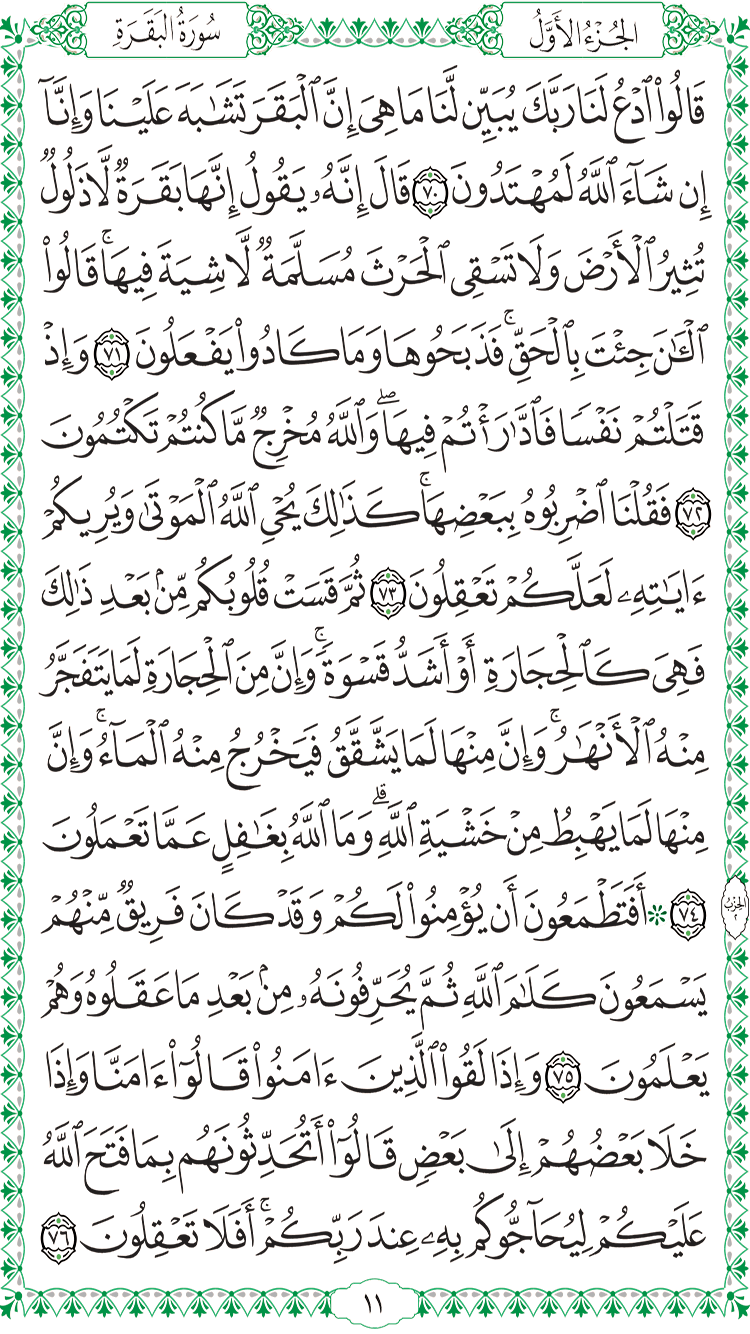 الجُزْءُ الأَوَّلُ
سُورَةُ البَقَرَةِ
قَالُوا۟ ٱدْعُ لَنَا رَبَّكَ يُبَيِّن لَّنَا مَا هِىَ إِنَّ ٱلْبَقَرَ تَشَٰبَهَ عَلَيْنَا وَإِنَّآ
إِن شَآءَ ٱللَّهُ لَمُهْتَدُونَ ٧٠ قَالَ إِنَّهُۥ يَقُولُ إِنَّهَا بَقَرَةٌ لَّا ذَلُولٌ
تُثِيرُ ٱلْأَرْضَ وَلَا تَسْقِى ٱلْحَرْثَ مُسَلَّمَةٌ لَّا شِيَةَ فِيهَا ۚ قَالُوا۟
ٱلْـَٰٔنَ جِئْتَ بِٱلْحَقِّ ۚ فَذَبَحُوهَا وَمَا كَادُوا۟ يَفْعَلُونَ ٧١ وَإِذْ
قَتَلْتُمْ نَفْسًا فَٱدَّٰرَْٰٔتُمْ فِيهَا ۖ وَٱللَّهُ مُخْرِجٌ مَّا كُنتُمْ تَكْتُمُونَ
٧٢ فَقُلْنَا ٱضْرِبُوهُ بِبَعْضِهَا ۚ كَذَٰلِكَ يُحْىِ ٱللَّهُ ٱلْمَوْتَىٰ وَيُرِيكُمْ
ءَايَٰتِهِۦ لَعَلَّكُمْ تَعْقِلُونَ ٧٣ ثُمَّ قَسَتْ قُلُوبُكُم مِّنۢ بَعْدِ ذَٰلِكَ
فَهِىَ كَٱلْحِجَارَةِ أَوْ أَشَدُّ قَسْوَةً ۚ وَإِنَّ مِنَ ٱلْحِجَارَةِ لَمَا يَتَفَجَّرُ
مِنْهُ ٱلْأَنْهَٰرُ ۚ وَإِنَّ مِنْهَا لَمَا يَشَّقَّقُ فَيَخْرُجُ مِنْهُ ٱلْمَآءُ ۚ وَإِنَّ
مِنْهَا لَمَا يَهْبِطُ مِنْ خَشْيَةِ ٱللَّهِ ۗ وَمَا ٱللَّهُ بِغَٰفِلٍ عَمَّا تَعْمَلُونَ
٧٤ * أَفَتَطْمَعُونَ أَن يُؤْمِنُوا۟ لَكُمْ وَقَدْ كَانَ فَرِيقٌ مِّنْهُمْ
الحِزْبُ
٢
يَسْمَعُونَ كَلَٰمَ ٱللَّهِ ثُمَّ يُحَرِّفُونَهُۥ مِنۢ بَعْدِ مَا عَقَلُوهُ وَهُمْ
يَعْلَمُونَ ٧٥ وَإِذَا لَقُوا۟ ٱلَّذِينَ ءَامَنُوا۟ قَالُوٓا۟ ءَامَنَّا وَإِذَا
خَلَا بَعْضُهُمْ إِلَىٰ بَعْضٍ قَالُوٓا۟ أَتُحَدِّثُونَهُم بِمَا فَتَحَ ٱللَّهُ
عَلَيْكُمْ لِيُحَآجُّوكُم بِهِۦ عِندَ رَبِّكُمْ ۚ أَفَلَا تَعْقِلُونَ ٧٦
١١